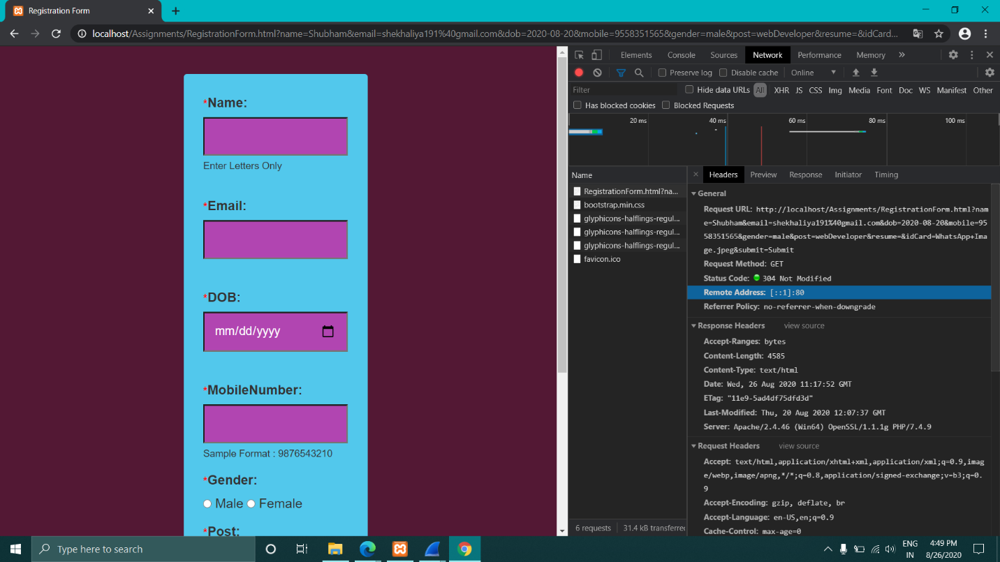 Registration Form
localhost/Assignments/RegistrationForm.html?name=Shubham&email=shekhaliya191%40gmail.com&dob=2020-08-20&mobile=9558351565&gender=male&post=webDeveloper&resume=&idCard...
*Name:
Enter Letters Only
*Email:
*DOB:
mm/dd/yyyy
*MobileNumber:
Sample Format : 9876543210
*Gender:
Male Female
*Post:
Elements Console Sources Network Performance Memory »
Preserve log Disable cache Online
Filter Hide data URLs All XHR JS CSS Img Media Font Doc WS Manifest Other
Has blocked cookies Blocked Requests
20 ms 40 ms 60 ms 80 ms 100 ms
Name
RegistrationForm.html?na...
bootstrap.min.css
glyphicons-halflings-regul...
glyphicons-halflings-regul...
glyphicons-halflings-regul...
favicon.ico
6 requests 31.4 kB transferred
Headers Preview Response Initiator Timing
General
Request URL: http://localhost/Assignments/RegistrationForm.html?nam
e=Shubham&email=shekhaliya191%40gmail.com&dob=2020-08-20&mobile=95
58351565&gender=male&post=webDeveloper&resume=&idCard=WhatsApp+Ima
ge.jpeg&submit=Submit
Request Method: GET
Status Code: 304 Not Modified
Remote Address: [::1]:80
Referrer Policy: no-referrer-when-downgrade
Response Headers view source
Accept-Ranges: bytes
Content-Length: 4585
Content-Type: text/html
Date: Wed, 26 Aug 2020 11:17:52 GMT
ETag: "11e9-5ad4df75dfd3d"
Last-Modified: Thu, 20 Aug 2020 12:07:37 GMT
Server: Apache/2.4.46 (Win64) OpenSSL/1.1.1g PHP/7.4.9
Request Headers view source
Accept: text/html,application/xhtml+xml,application/xml;q=0.9,imag
e/webp,image/apng,*/*;q=0.8,application/signed-exchange;v=b3;q=0.
9
Accept-Encoding: gzip, deflate, br
Accept-Language: en-US,en;q=0.9
Cache-Control: max-age=0
Type here to search
ENG
IN
4:49 PM
8/26/2020